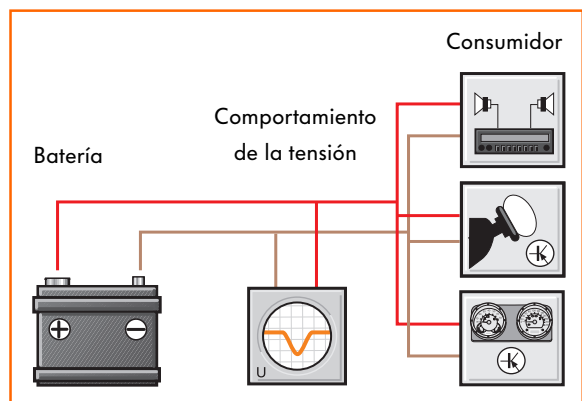 Consumidor
Comportamiento
de la tensión
Batería
U